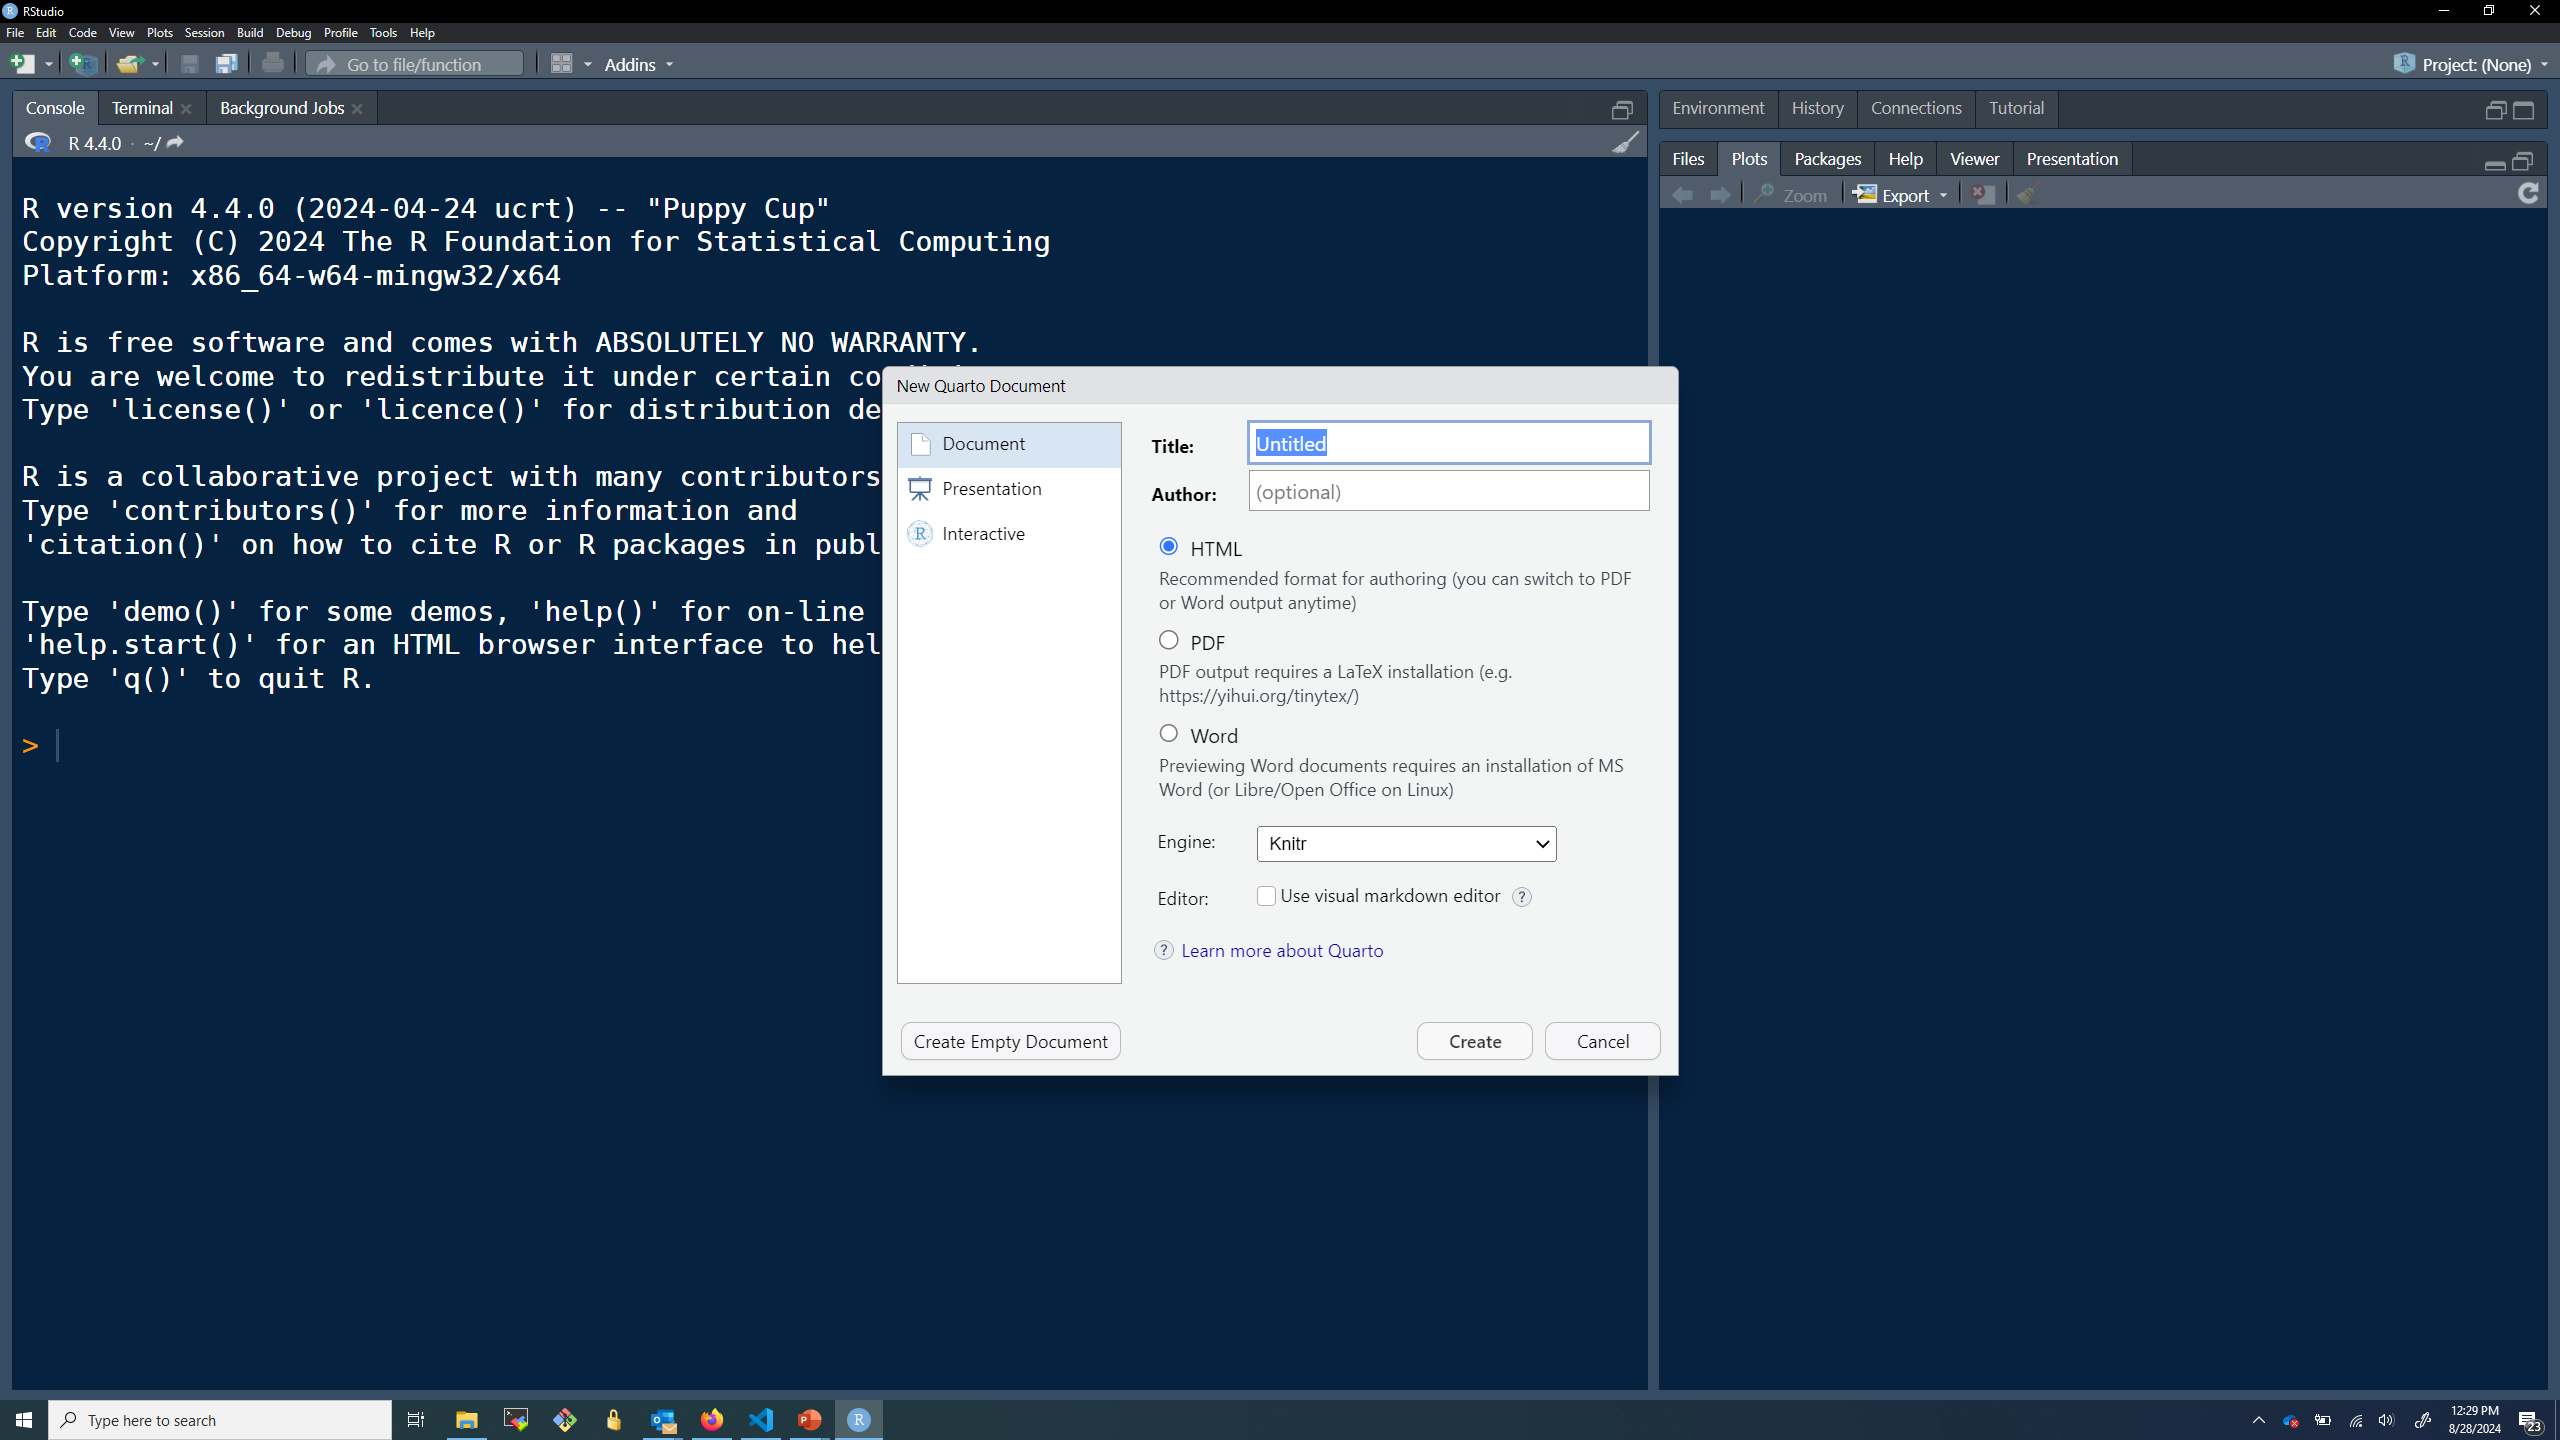 RStudio
File Edit Code View Plots Session Build Debug Profile Tools Help
Go to file/function Addins Project: (None)
Console Terminal Background Jobs
R 4.4.0 · ~/
R version 4.4.0 (2024-04-24 ucrt) -- "Puppy Cup"
Copyright (C) 2024 The R Foundation for Statistical Computing
Platform: x86_64-w64-mingw32/x64
R is free software and comes with ABSOLUTELY NO WARRANTY.
You are welcome to redistribute it under certain
Type 'license()' or 'licence()' for distribution de
R is a collaborative project with many contributors
Type 'contributors()' for more information and
'citation()' on how to cite R or R packages in publ
Type 'demo()' for some demos, 'help()' for on-line
'help.start()' for an HTML browser interface to hel
Type 'q()' to quit R.
>
Environment History Connections Tutorial
Files Plots Packages Help Viewer Presentation
Zoom Export
New Quarto Document
Document
Presentation
Interactive
Title: Untitled
Author: (optional)
HTML
Recommended format for authoring (you can switch to PDF
or Word output anytime)
PDF
PDF output requires a LaTeX installation (e.g.
https://yihui.org/tinytex/)
Word
Previewing Word documents requires an installation of MS
Word (or Libre/Open Office on Linux)
Engine: Knitr
Editor: Use visual markdown editor ?
? Learn more about Quarto
Create Empty Document Create Cancel
Type here to search
12:29 PM
8/28/2024
23